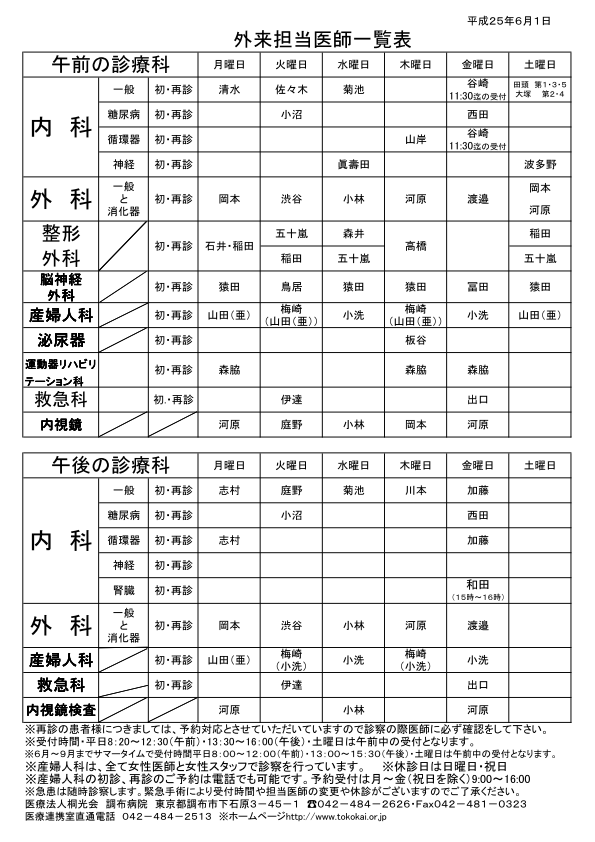 平成25年6月1日
外来担当医師一覧表
午前の診療科 月曜日 火曜日 水曜日 木曜日 金曜日 土曜日
内 科 一般 初・再診 清水 佐々木 菊池 谷崎 11:30迄の受付 田頭 第1・3・5 大塚 第2・4
糖尿病 初・再診 小沼 西田
循環器 初・再診 山岸 谷崎 11:30迄の受付
神経 初・再診 眞壽田 波多野
外 科 一般と消化器 初・再診 岡本 渋谷 小林 河原 渡邉 岡本 河原
整形外科 初・再診 石井・稲田 五十嵐 稲田 森井 五十嵐 高橋 稲田 五十嵐
脳神経外科 初・再診 猿田 鳥居 猿田 猿田 冨田 猿田
産婦人科 初・再診 山田(亜) 梅崎(山田(亜)) 小洗 梅崎(山田(亜)) 小洗 山田(亜)
泌尿器 初・再診 板谷
運動器リハビリテーション科 初・再診 森脇 森脇 森脇
救急科 初.・再診 伊達 出口
内視鏡 河原 庭野 小林 岡本 河原
午後の診療科 月曜日 火曜日 水曜日 木曜日 金曜日 土曜日
内 科 一般 初・再診 志村 庭野 菊池 川本 加藤
糖尿病 初・再診 小沼 西田
循環器 初・再診 志村 加藤
神経 初・再診
腎臓 初・再診 和田 (15時～16時)
外 科 一般と消化器 初・再診 岡本 渋谷 小林 河原 渡邉
産婦人科 初・再診 山田(亜) 梅崎(小洗) 小洗 梅崎(小洗) 小洗
救急科 初・再診 伊達 出口
内視鏡検査 河原 小林 河原
※再診の患者様につきましては、予約対応とさせていただいていますので診察の際医師に必ず確認をして下さい。
※受付時間・平日8:20～12:30(午前)・13:30～16:00(午後)・土曜日は午前中の受付となります。
※6月～9月までサマータイムで受付時間平日8:00～12:00(午前)・13:00～15:30(午後)・土曜日は午前中の受付となります。
※産婦人科は、全て女性医師と女性スタッフで診察を行っています。 ※休診日は日曜日・祝日
※産婦人科の初診、再診のご予約は電話でも可能です。予約受付は月～金(祝日を除く)9:00～16:00
※急患は随時診察します。緊急手術により受付時間や担当医師の変更や休診がございますのでご了承ください。
医療法人桐光会 調布病院 東京都調布市下石原3－45－1 ☎042－484－2626・Fax042－481－0323
医療連携室直通電話 042－484－2513 ※ホームページhttp://www.tokokai.or.jp